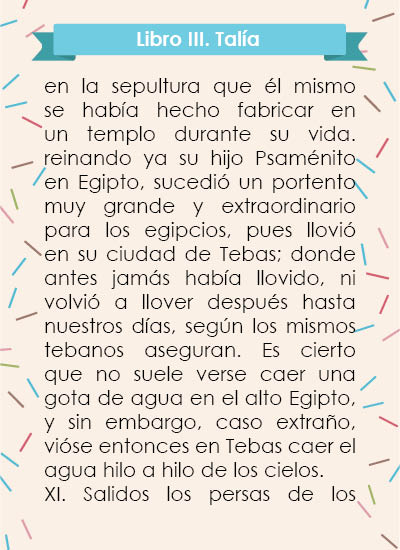 Libro III. Talía
en la sepultura que él mismo
se había hecho fabricar en
un templo durante su vida.
reinando ya su hijo Psaménito
en Egipto, sucedió un portento
muy grande y extraordinario
para los egipcios, pues llovió
en su ciudad de Tebas; donde
antes jamás había llovido, ni
volvió a llover después hasta
nuestros días, según los mismos
tebanos aseguran. Es cierto
que no suele verse caer una
gota de agua en el alto Egipto,
y sin embargo, caso extraño,
vióse entonces en Tebas caer el
agua hilo a hilo de los cielos.
XI. Salidos los persas de los